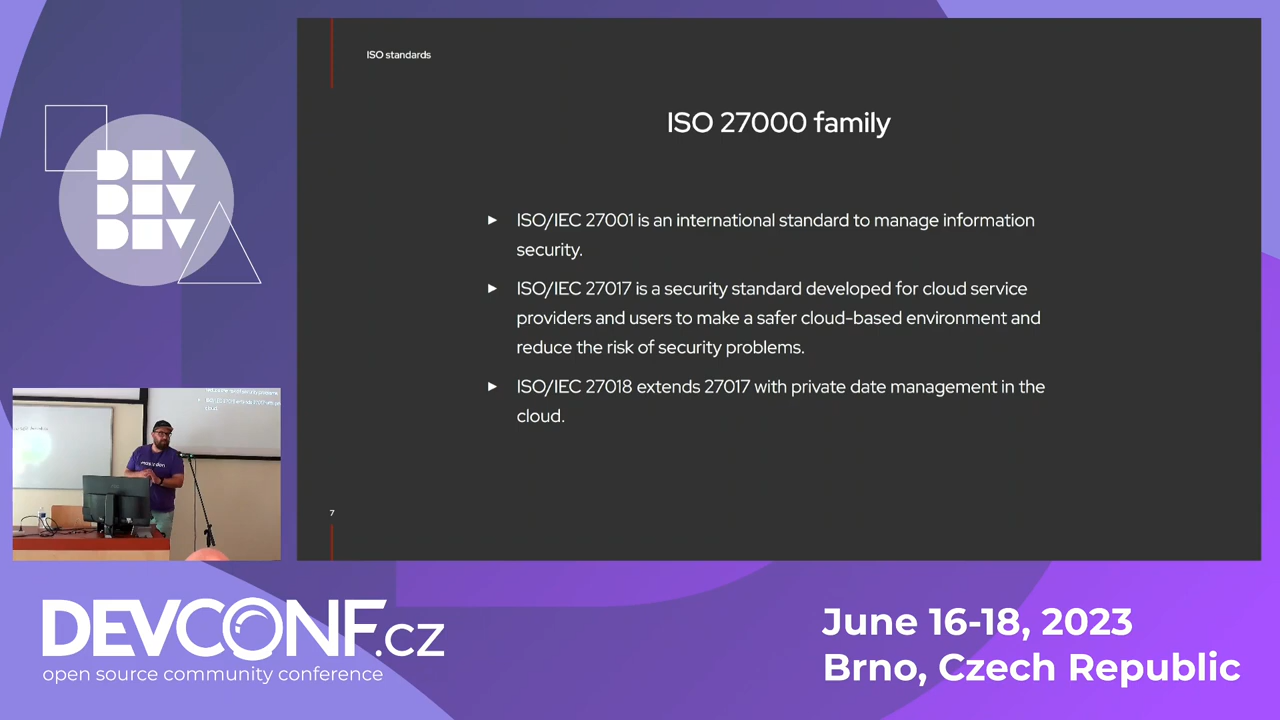 ISO standards
ISO 27000 family
► ISO/IEC 27001 is an international standard to manage information
security.
► ISO/IEC 27017 is a security standard developed for cloud service
providers and users to make a safer cloud-based environment and
reduce the risk of security problems.
► ISO/IEC 27018 extends 27017 with private date management in the
cloud.
7
DEV
DEV
DEV
DEVCONF.cz
open source community conference
June 16-18, 2023
Brno, Czech Republic